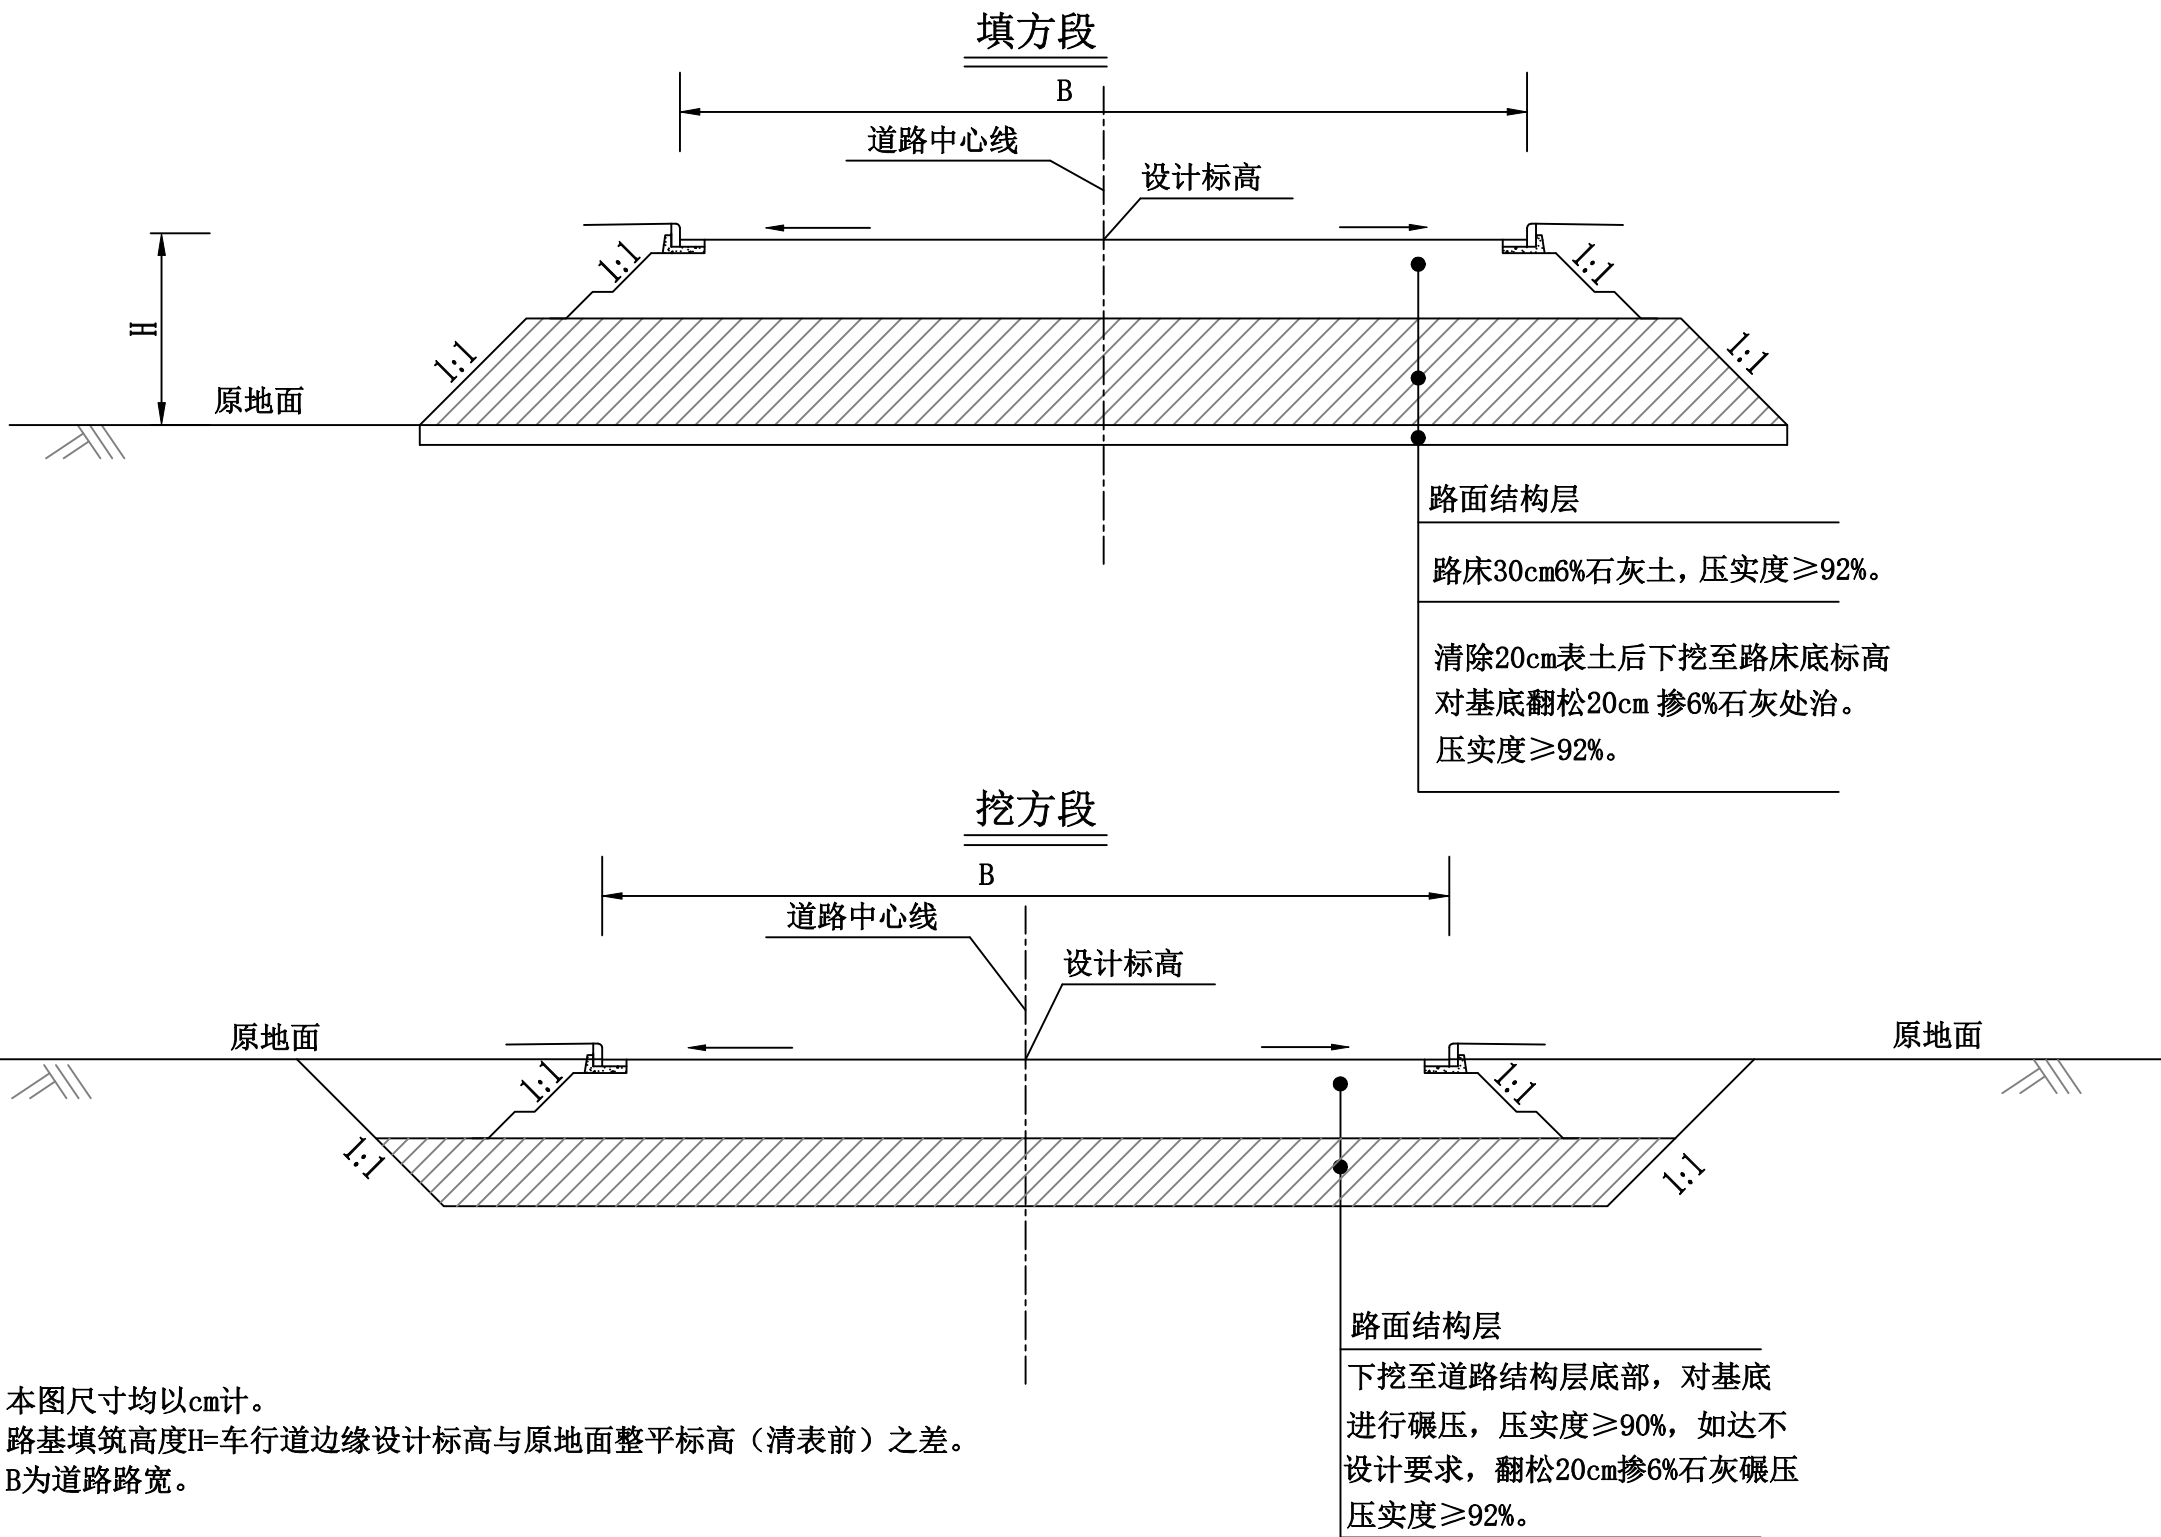 填方段
B
道路中心线
设计标高
1:1
1:1
H
1:1
1:1
原地面
路面结构层
路床30cm6%石灰土，压实度≥92%。
清除20cm表土后下挖至路床底标高
对基底翻松20cm 掺6%石灰处治。
压实度≥92%。
挖方段
B
道路中心线
设计标高
原地面
原地面
1:1
1:1
1:1
1:1
路面结构层
下挖至道路结构层底部，对基底
进行碾压，压实度≥90%，如达不
设计要求，翻松20cm掺6%石灰碾压
压实度≥92%。
本图尺寸均以cm计。
路基填筑高度H=车行道边缘设计标高与原地面整平标高（清表前）之差。
B为道路路宽。